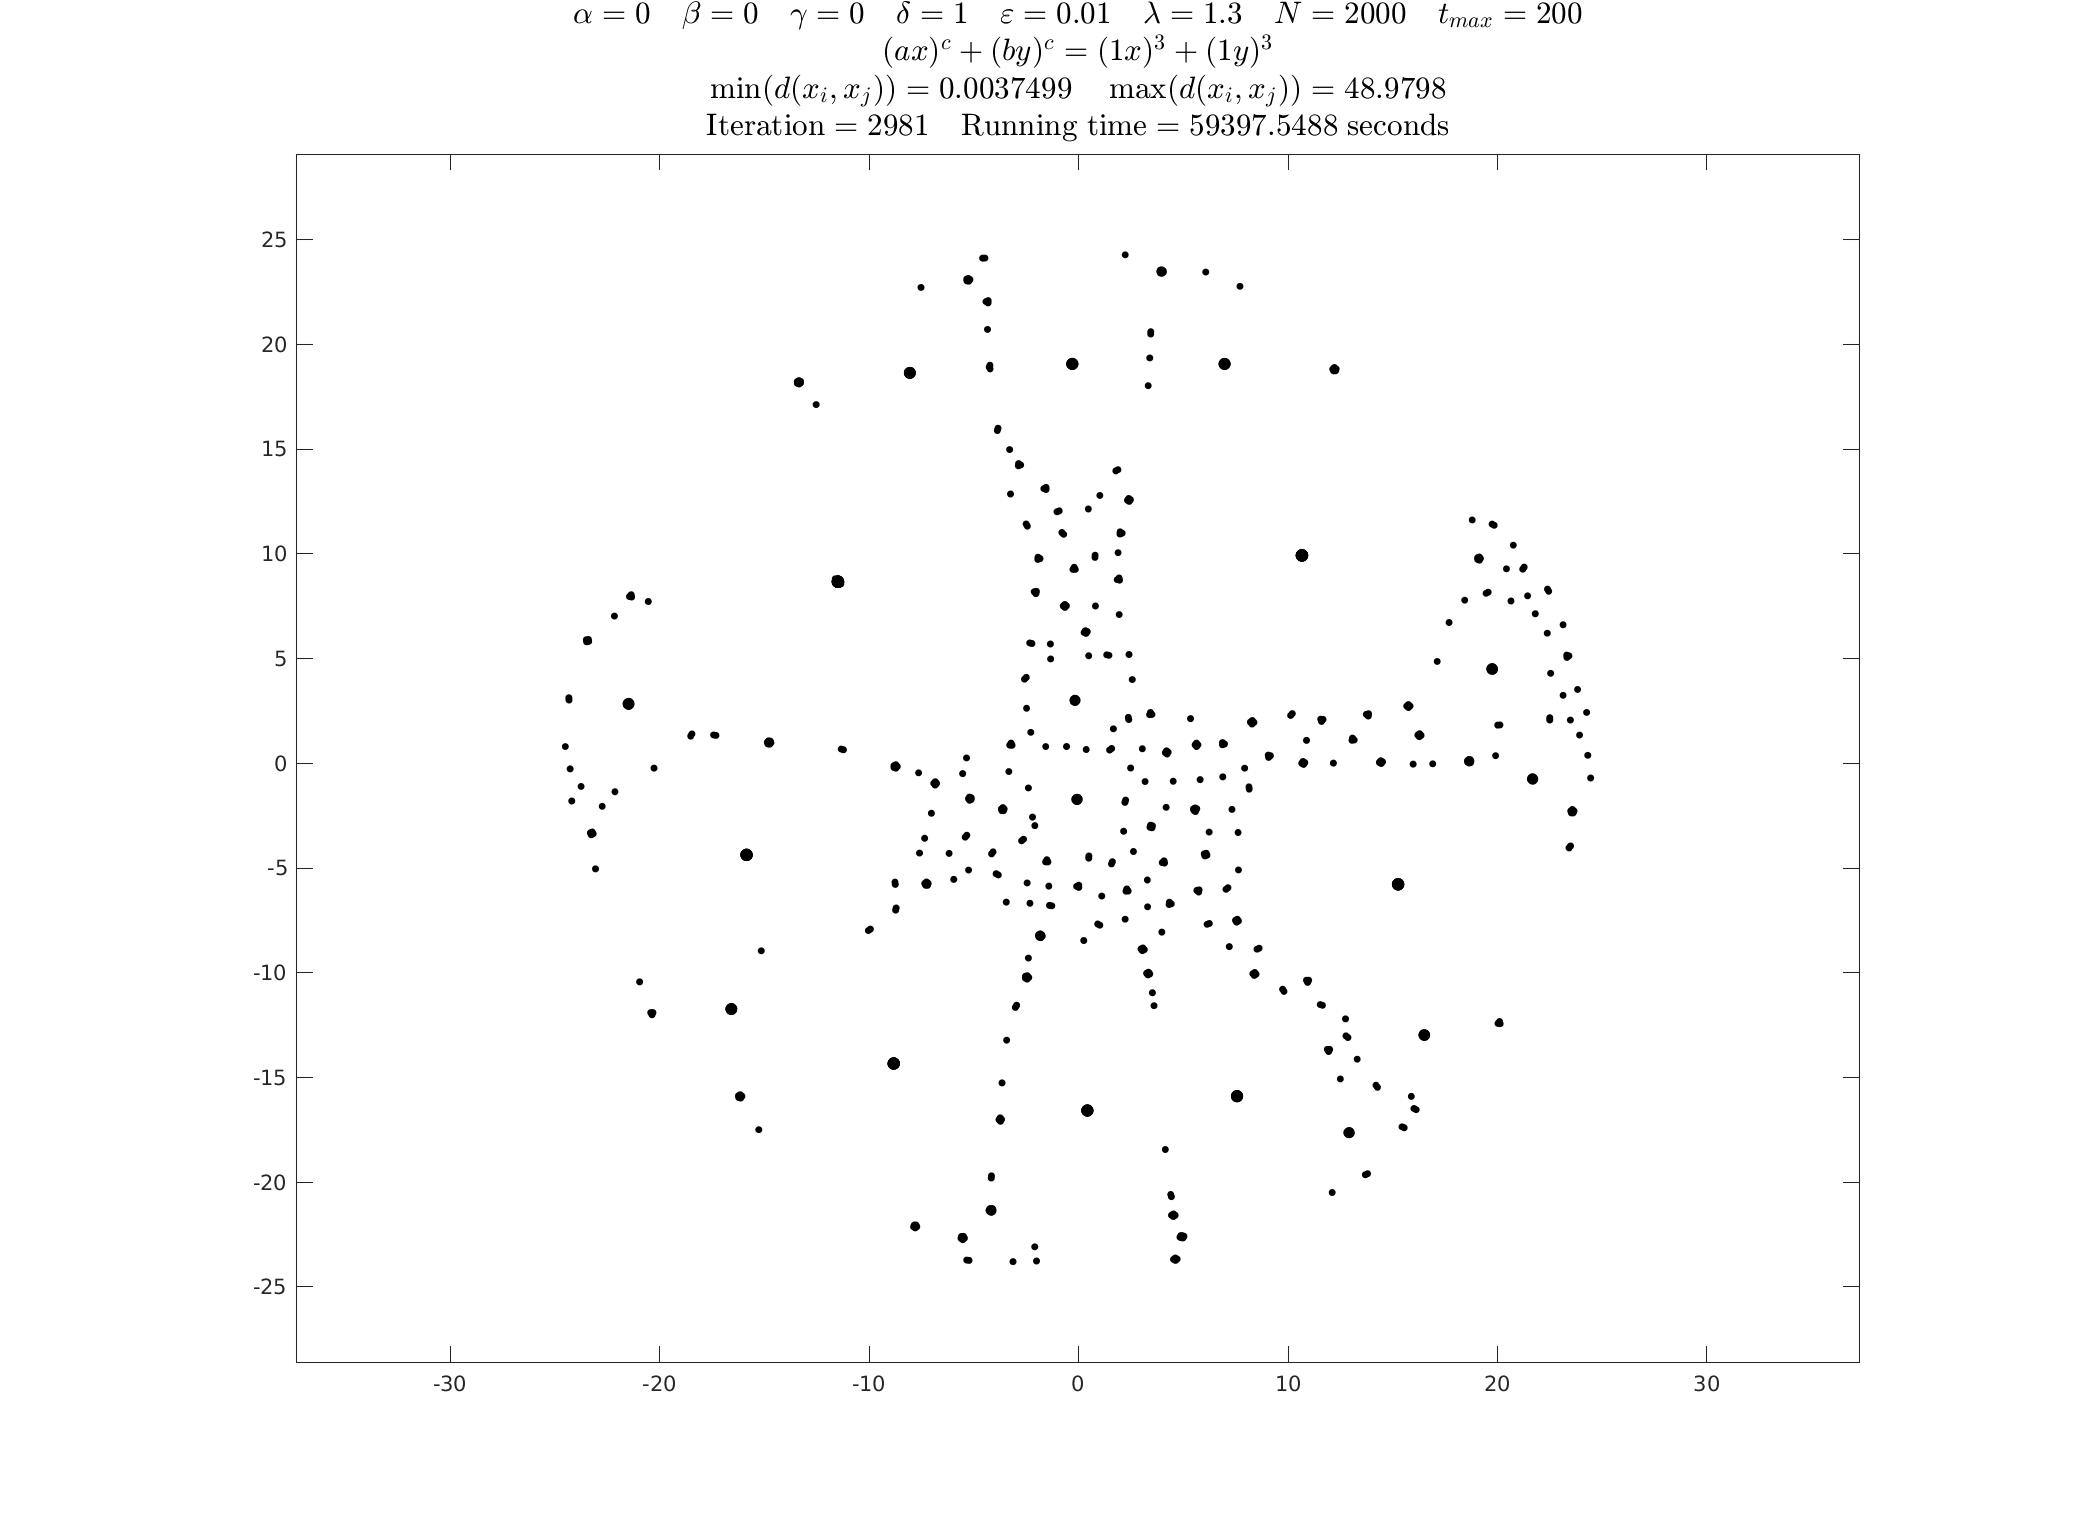 α = 0 β = 0 γ = 0 δ = 1 ε = 0.01 λ = 1.3 N = 2000 t_max = 200
(ax)^c + (by)^c = (1x)^3 + (1y)^3
min(d(x_i, x_j)) = 0.0037499 max(d(x_i, x_j)) = 48.9798
Iteration = 2981 Running time = 59397.5488 seconds
25
20
15
10
5
0
-5
-10
-15
-20
-25
-30 -20 -10 0 10 20 30